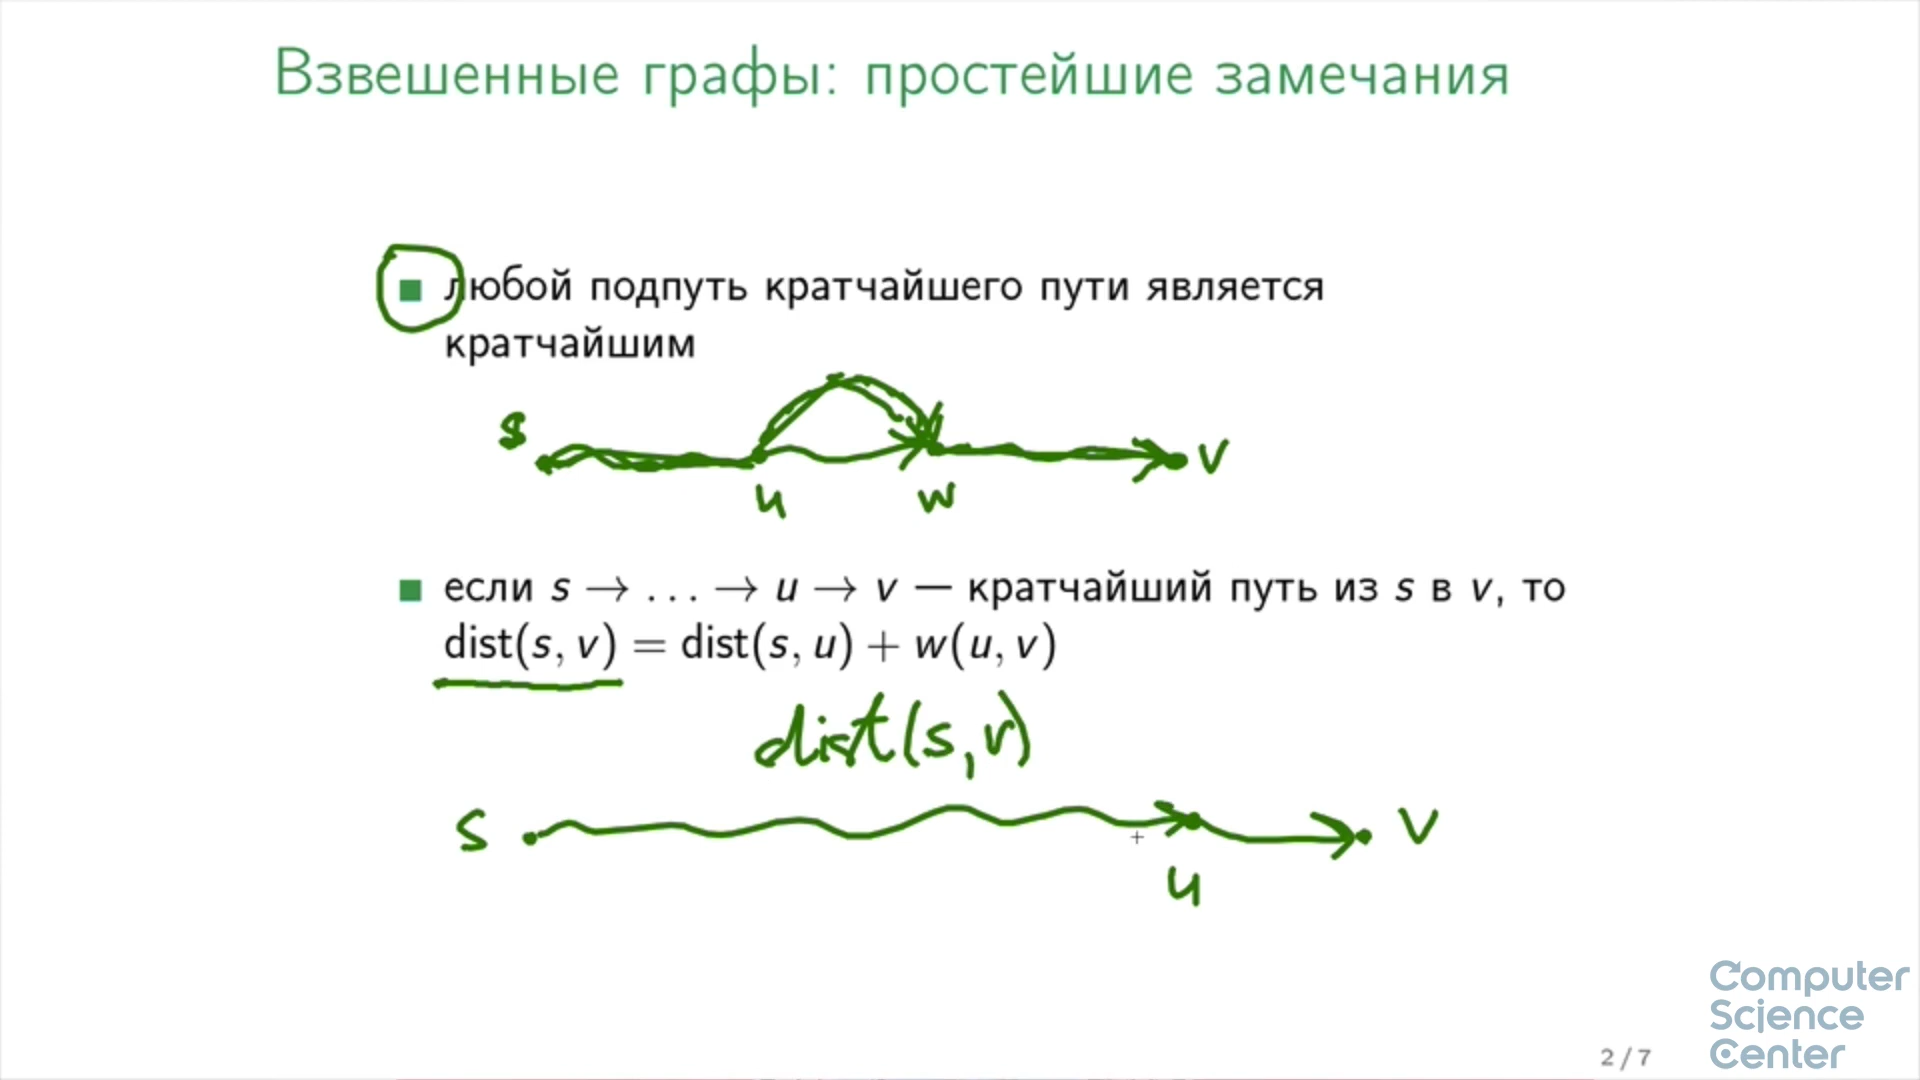 Взвешенные графы: простейшие замечания
■ любой подпуть кратчайшего пути является
кратчайшим
s
v
u
w
■ если s → ... → u → v — кратчайший путь из s в v, то
dist(s, v) = dist(s, u) + w(u, v)
dist(s,v)
s
v
u
Computer
Science
Center
2 / 7